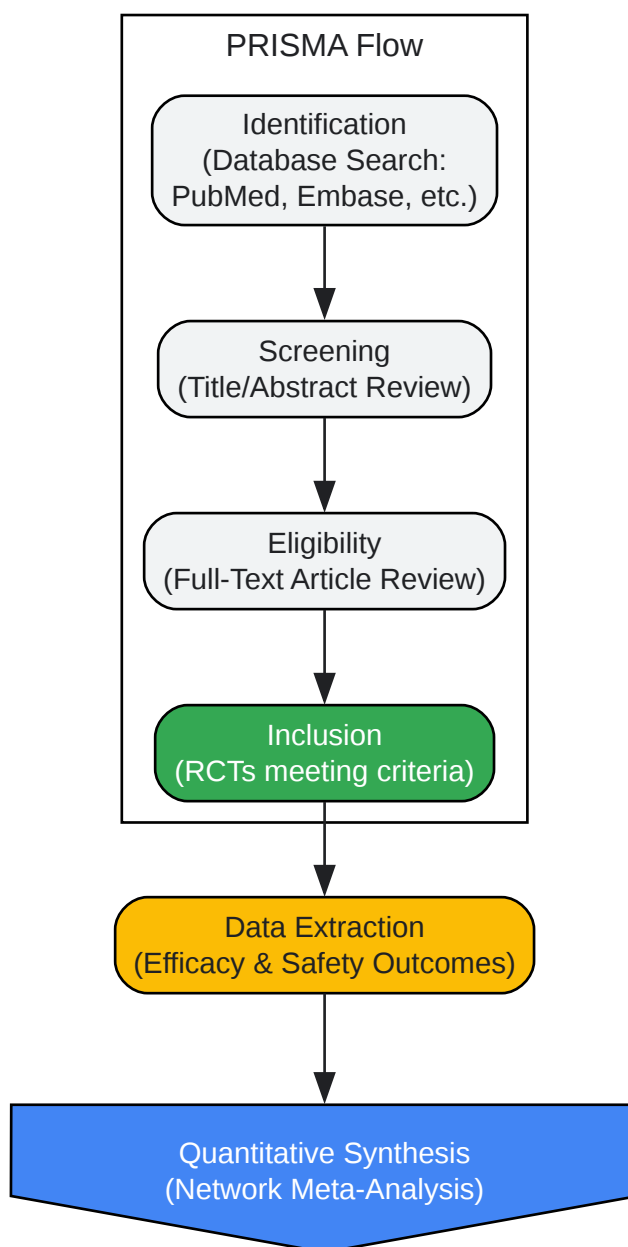 PRISMA Flow
Identification
(Database Search:
PubMed, Embase, etc.)
Screening
(Title/Abstract Review)
Eligibility
(Full-Text Article Review)
Inclusion
(RCTs meeting criteria)
Data Extraction
(Efficacy & Safety Outcomes)
Quantitative Synthesis
(Network Meta-Analysis)